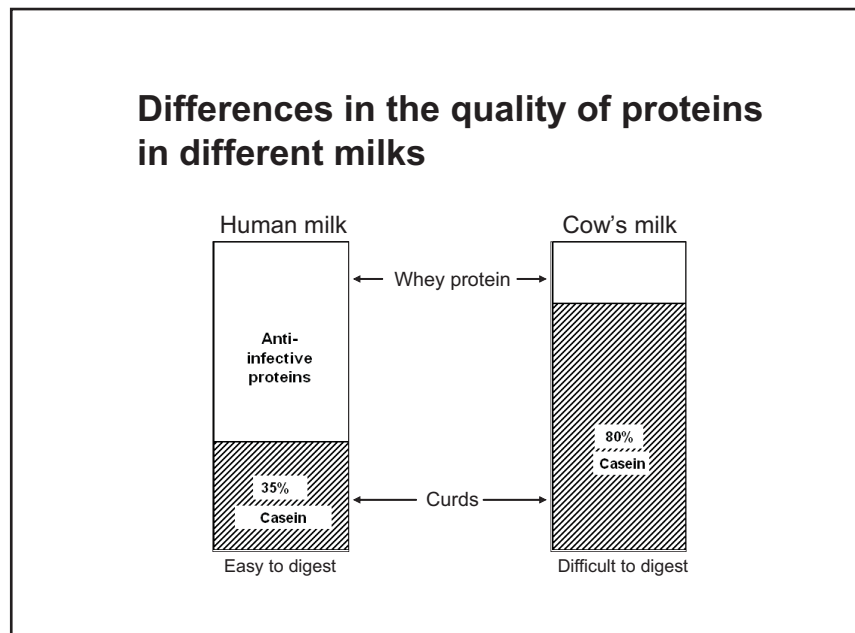 Differences in the quality of proteins
in different milks
Human milk
Cow's milk
Whey protein
Anti-
infective
proteins
80%
Casein
35%
Casein
Curds
Easy to digest
Difficult to digest